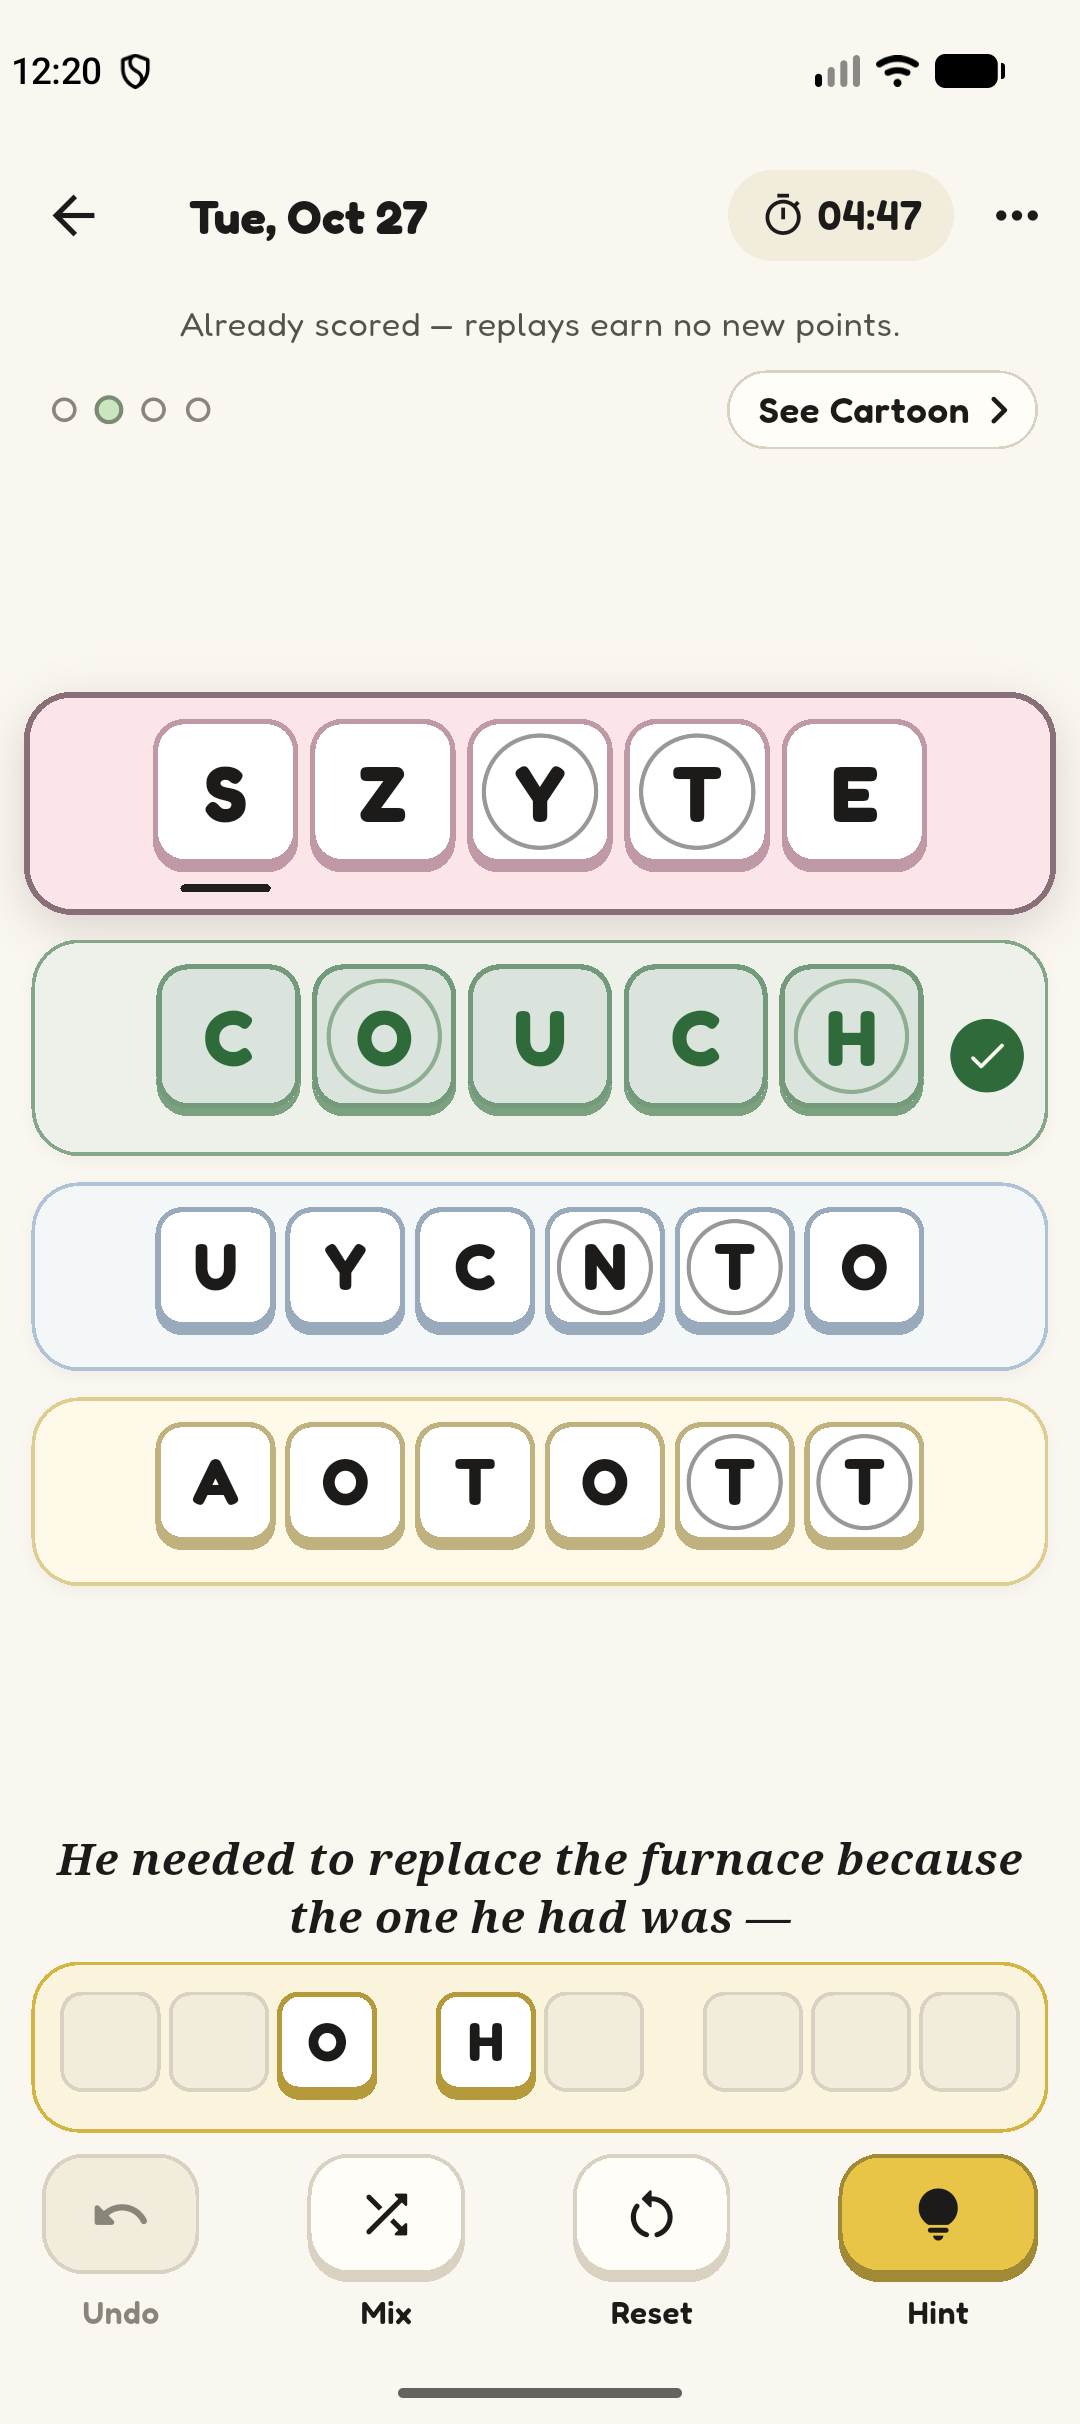 12:20
Tue, Oct 27
04:47
Already scored — replays earn no new points.
See Cartoon
S Z Y T E
C O U C H
U Y C N T O
A O T O T T
He needed to replace the furnace because
the one he had was —
O H
Undo Mix Reset Hint